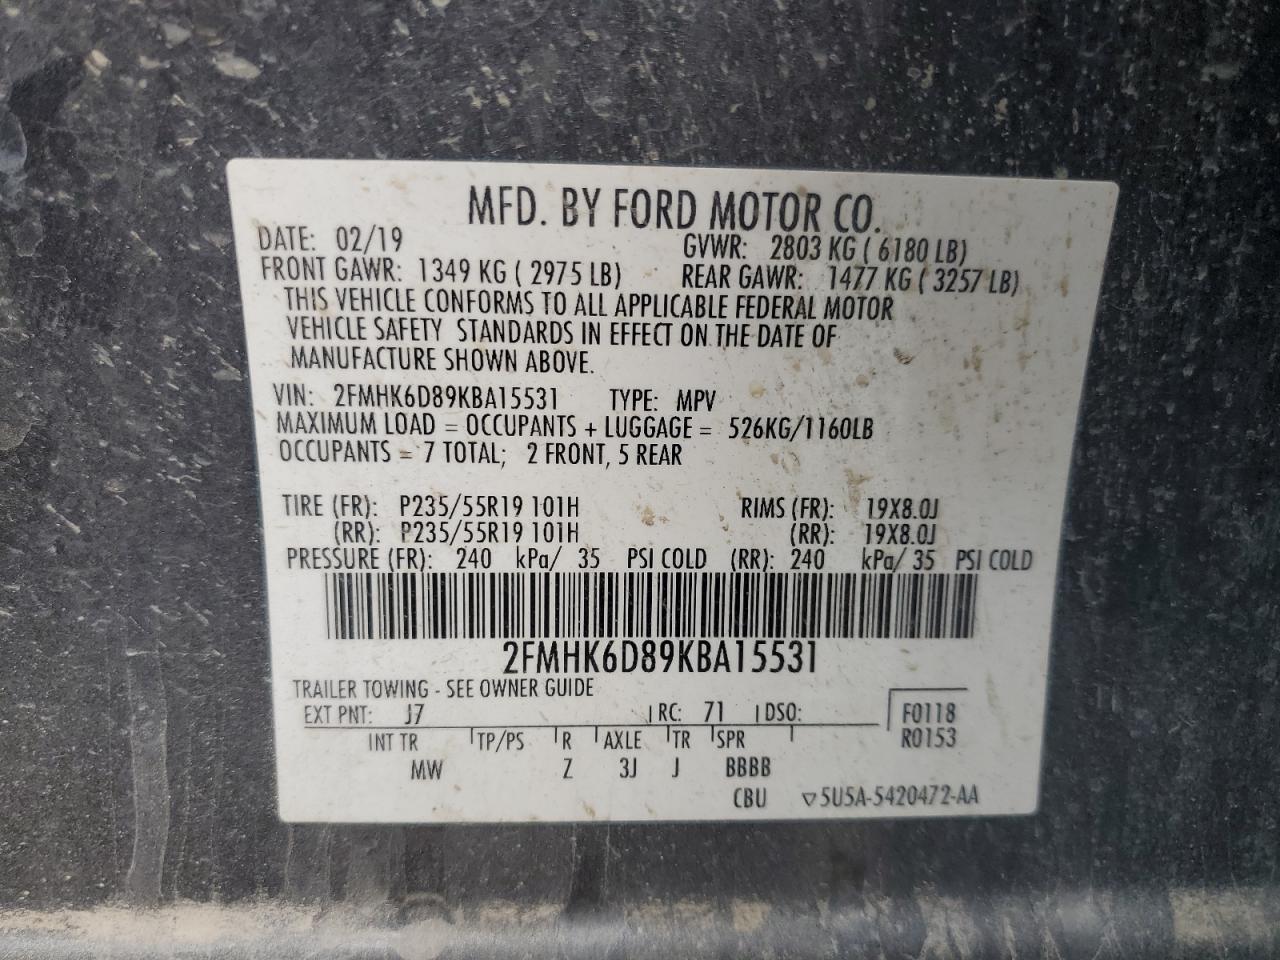 MFD. BY FORD MOTOR CO.
DATE: 02/19 GVWR: 2803 KG ( 6180 LB)
FRONT GAWR: 1349 KG ( 2975 LB) REAR GAWR: 1477 KG ( 3257 LB)
THIS VEHICLE CONFORMS TO ALL APPLICABLE FEDERAL MOTOR
VEHICLE SAFETY STANDARDS IN EFFECT ON THE DATE OF
MANUFACTURE SHOWN ABOVE.
VIN: 2FMHK6D89KBA15531 TYPE: MPV
MAXIMUM LOAD = OCCUPANTS + LUGGAGE = 526KG/1160LB
OCCUPANTS = 7 TOTAL; 2 FRONT, 5 REAR
TIRE (FR): P235/55R19 101H RIMS (FR): 19X8.0J
(RR): P235/55R19 101H (RR): 19X8.0J
PRESSURE (FR): 240 kPa/ 35 PSI COLD (RR): 240 kPa/ 35 PSI COLD
2FMHK6D89KBA15531
TRAILER TOWING - SEE OWNER GUIDE
EXT PNT: J7 RC: 71 DSO: F0118
INT TR TP/PS R AXLE TR SPR R0153
MW Z 3J J BBBB
CBU ▽5U5A-5420472-AA